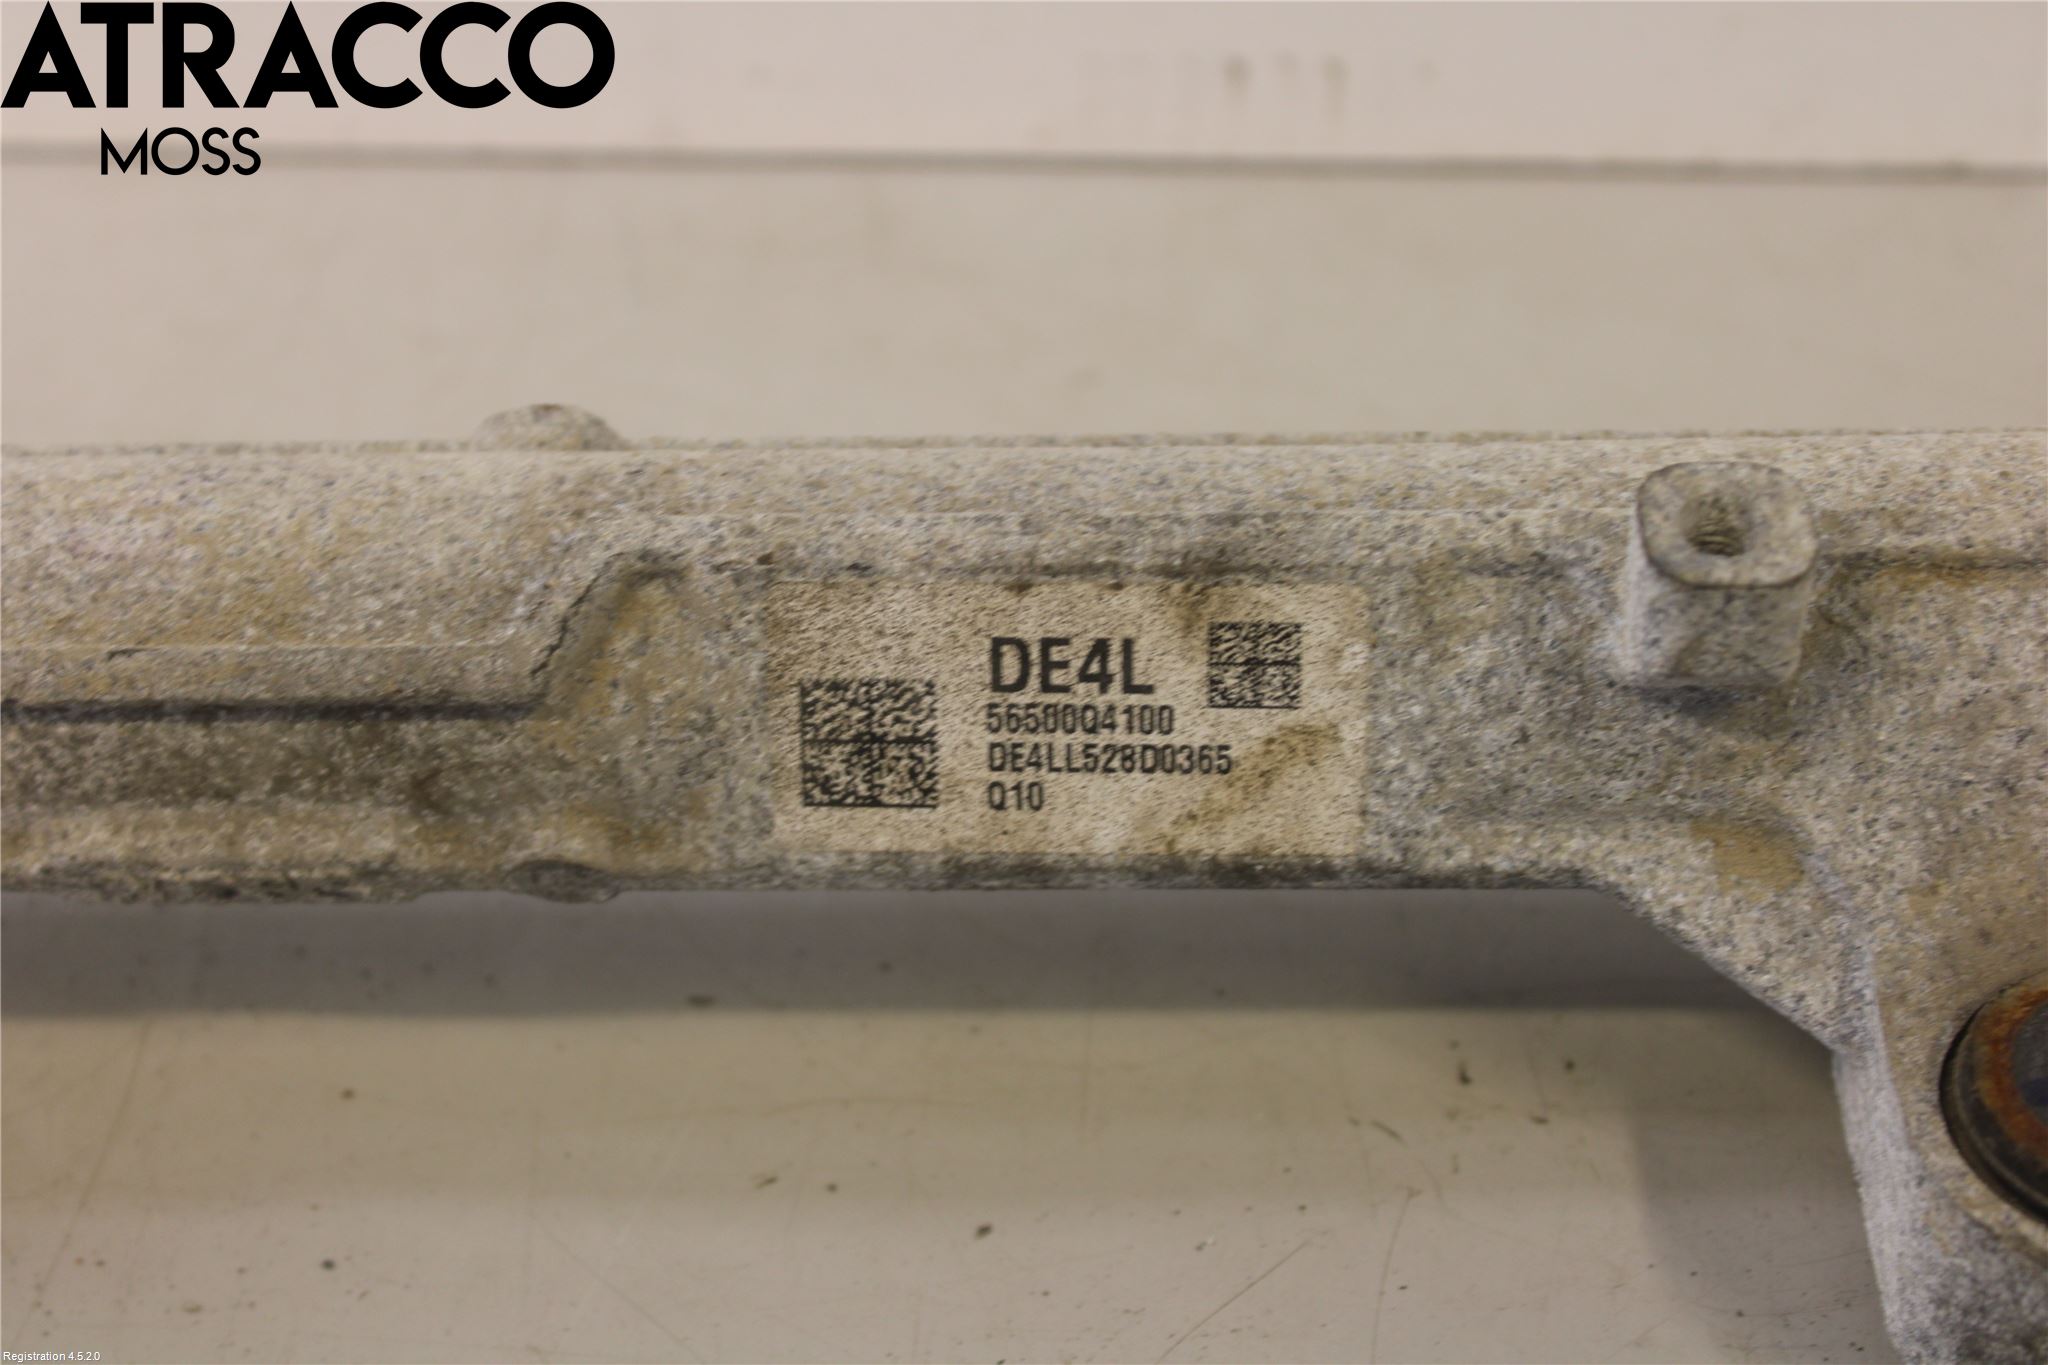 ATRACCO
MOSS
DE4L
56500Q4100
DE4LL528D0365
Q10
Registration 4.5.2.0